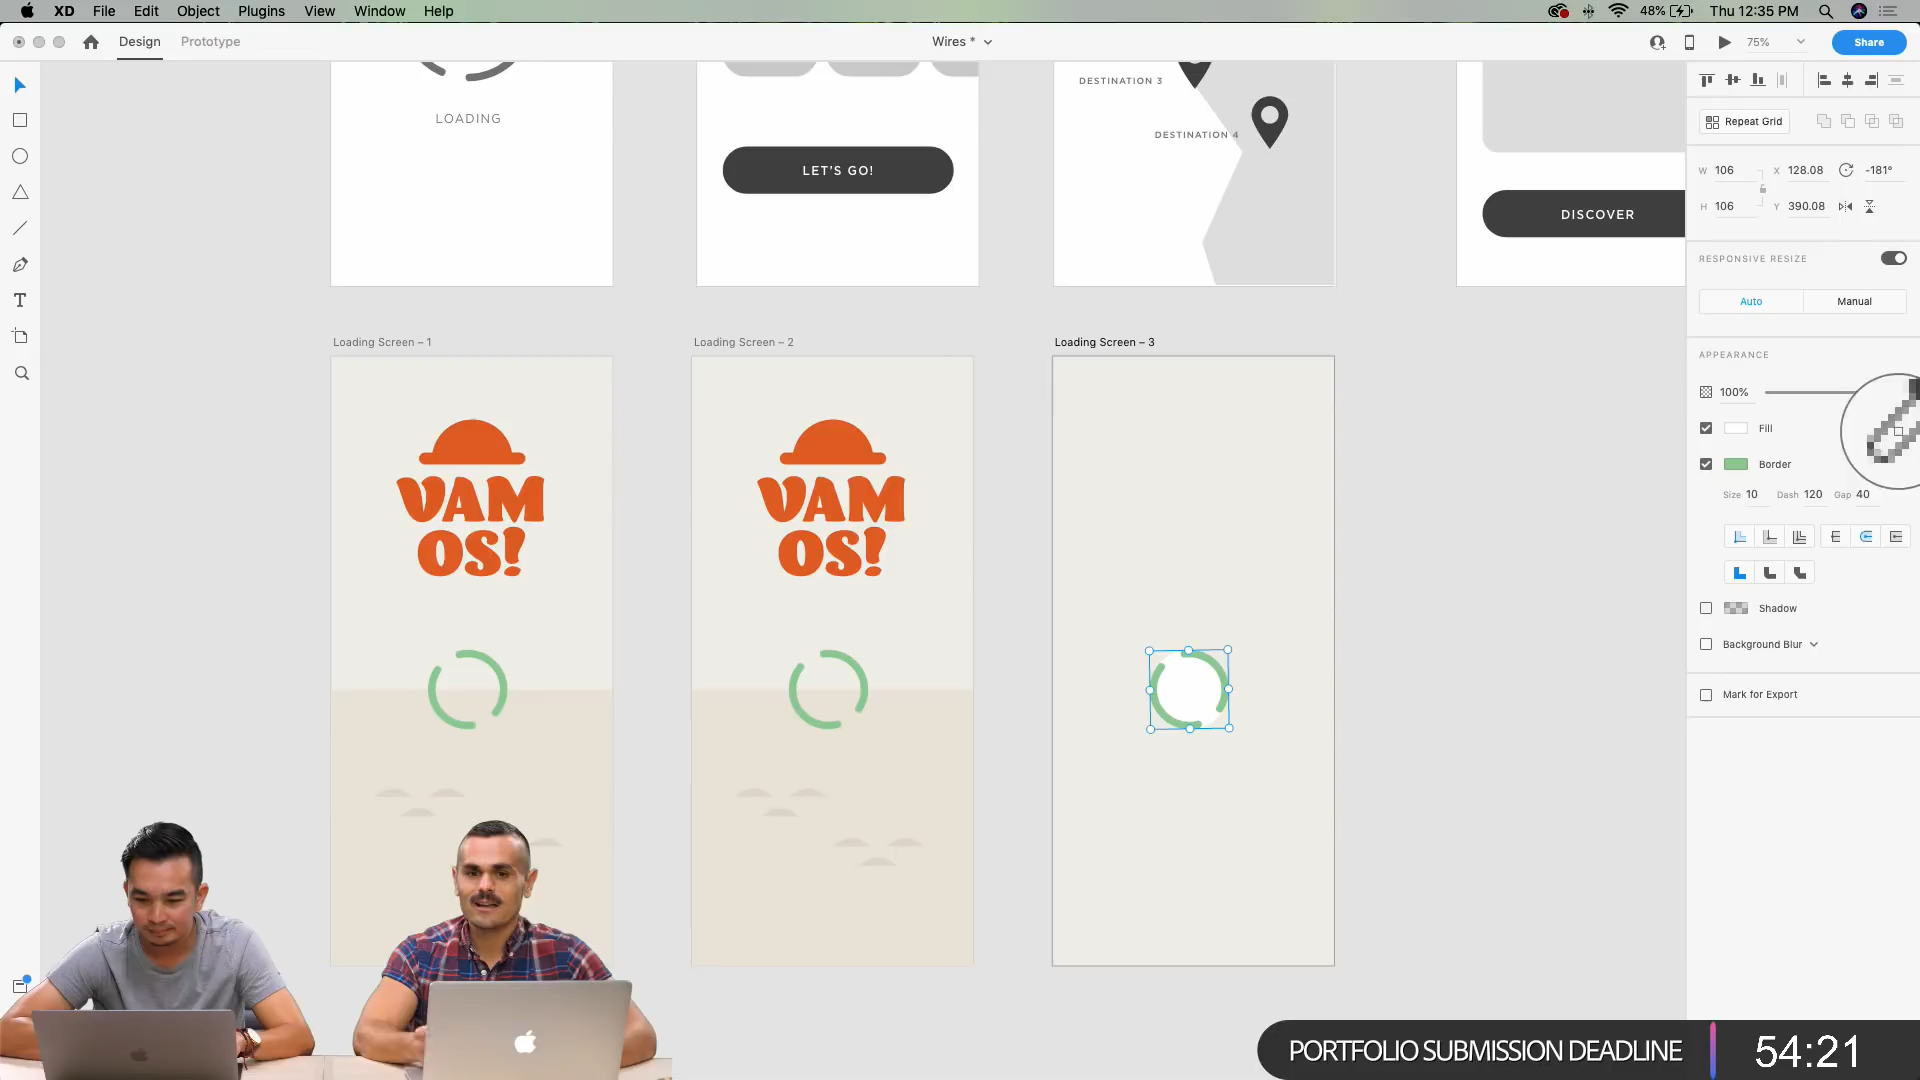 XD File Edit Object Plugins View Window Help
48% Thu 12:35 PM
Design Prototype
Wires *
75%
Share
LOADING
LET'S GO!
DESTINATION 3
DESTINATION 4
DISCOVER
Loading Screen – 1
Loading Screen – 2
Loading Screen – 3
VAM
OS!
VAM
OS!
Repeat Grid
W 106 X 128.08 -181°
H 106 Y 390.08
RESPONSIVE RESIZE
Auto Manual
APPEARANCE
100%
Fill
Border
Size 10 Dash 120 Gap 40
Shadow
Background Blur
Mark for Export
PORTFOLIO SUBMISSION DEADLINE
54:21